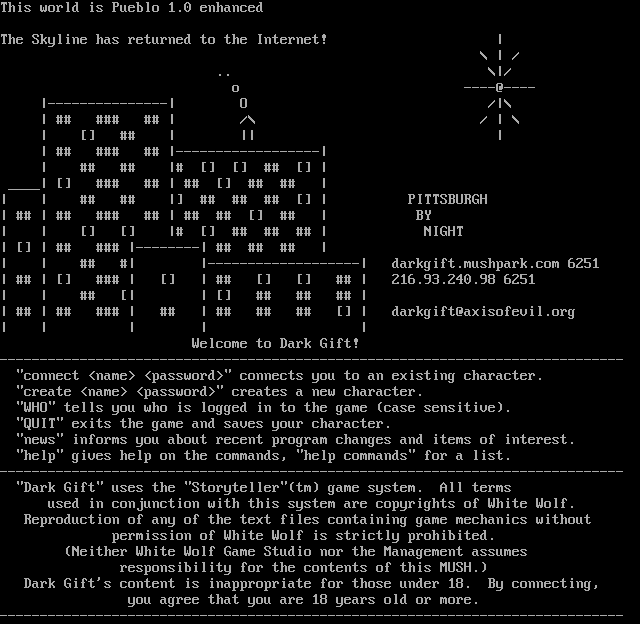 This world is Pueblo 1.0 enhanced
The Skyline has returned to the Internet!
PITTSBURGH
BY
NIGHT
darkgift.mushpark.com 6251
216.93.240.98 6251
darkgift@axisofevil.org
Welcome to Dark Gift!
"connect <name> <password>" connects you to an existing character.
"create <name> <password>" creates a new character.
"WHO" tells you who is logged in to the game (case sensitive).
"QUIT" exits the game and saves your character.
"news" informs you about recent program changes and items of interest.
"help" gives help on the commands, "help commands" for a list.
"Dark Gift" uses the "Storyteller"(tm) game system.  All terms
used in conjunction with this system are copyrights of White Wolf.
Reproduction of any of the text files containing game mechanics without
permission of White Wolf is strictly prohibited.
(Neither White Wolf Game Studio nor the Management assumes
responsibility for the contents of this MUSH.)
Dark Gift's content is inappropriate for those under 18.  By connecting,
you agree that you are 18 years old or more.